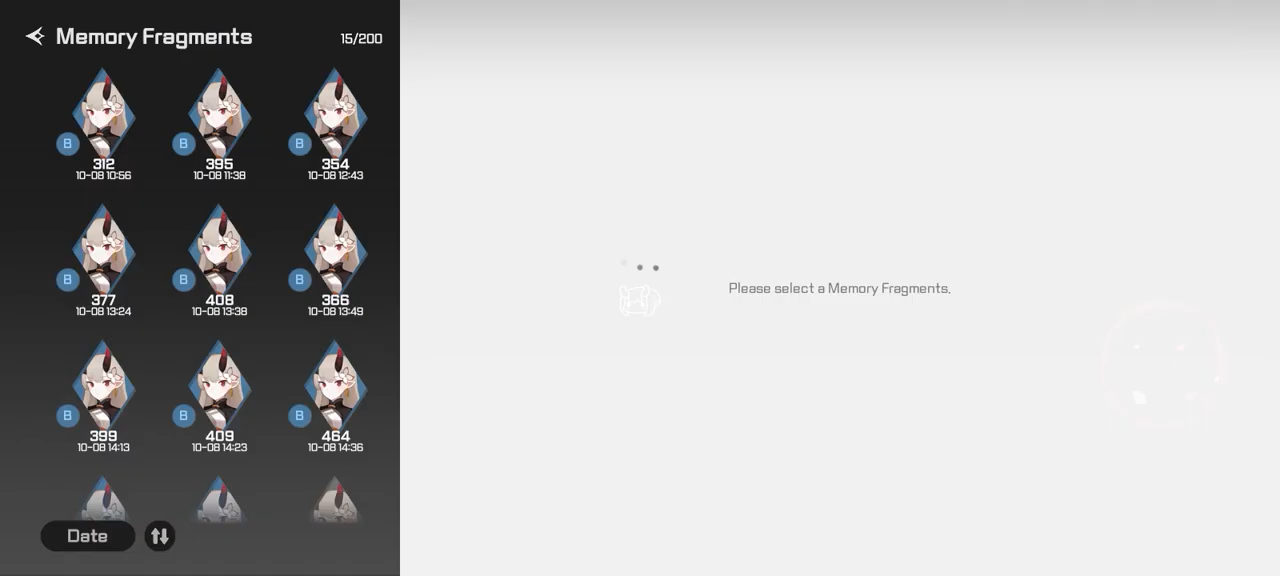 Memory Fragments
15/200
B
B
B
312
395
354
10-08 10:56
10-08 11:38
10-08 12:43
B
B
B
377
408
366
10-08 13:24
10-08 13:38
10-08 13:49
B
B
B
399
409
464
10-08 14:13
10-08 14:23
10-08 14:36
Date
Please select a Memory Fragments.